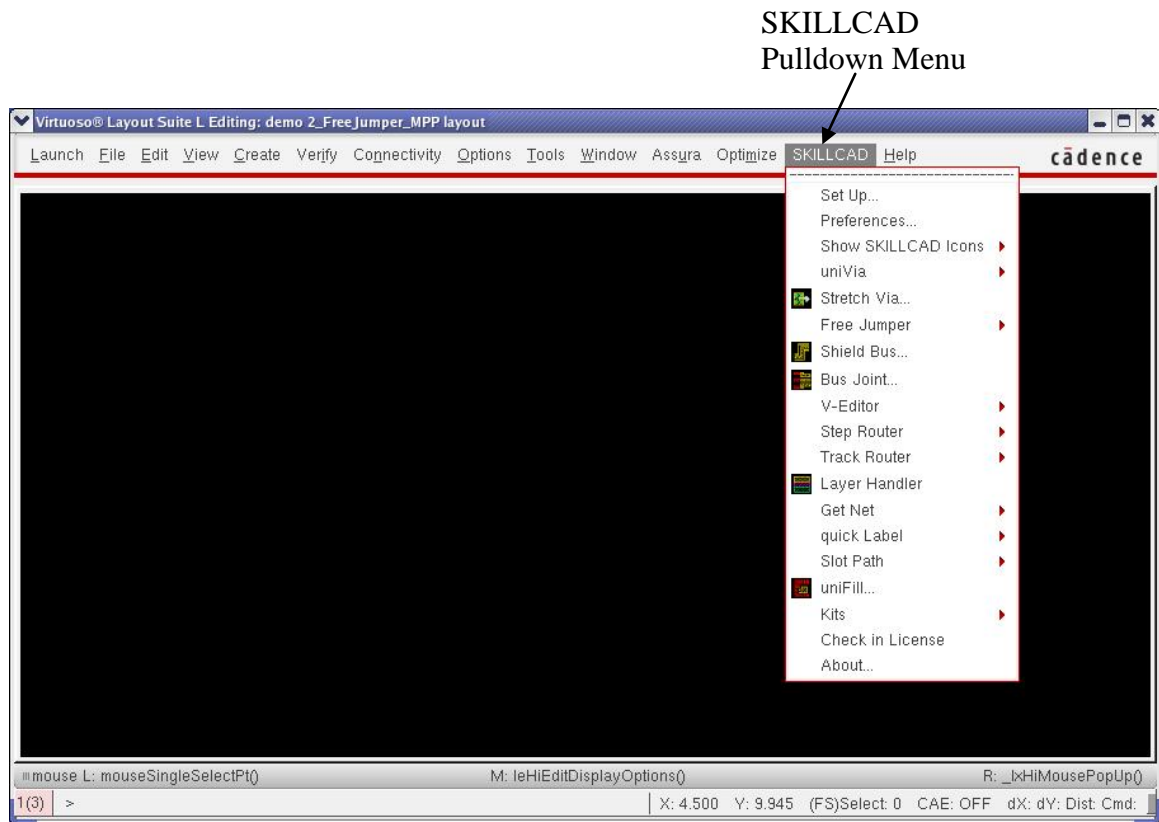 SKILLCAD
Pulldown Menu
Virtuoso® Layout Suite L Editing: demo 2_FreeJumper_MPP layout
Launch File Edit View Create Verify Connectivity Options Tools Window Assura Optimize SKILLCAD Help cādence
Set Up...
Preferences...
Show SKILLCAD Icons
uniVia
Stretch Via...
Free Jumper
Shield Bus...
Bus Joint...
V-Editor
Step Router
Track Router
Layer Handler
Get Net
quick Label
Slot Path
uniFill...
Kits
Check in License
About...
mouse L: mouseSingleSelectPt() M: leHiEditDisplayOptions() R: _lxHiMousePopUp()
1(3) > X: 4.500 Y: 9.945 (FS)Select: 0 CAE: OFF dX: dY: Dist: Cmd: